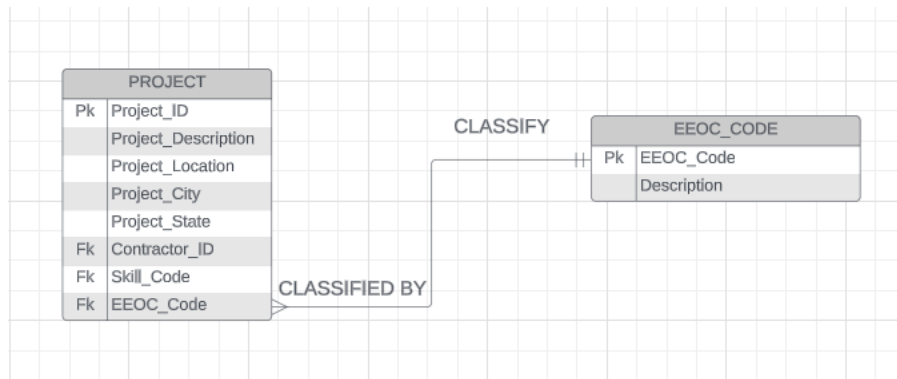 PROJECT
Pk Project_ID
Project_Description
Project_Location
Project_City
Project_State
Fk Contractor_ID
Fk Skill_Code
Fk EEOC_Code
CLASSIFIED BY
CLASSIFY
EEOC_CODE
Pk EEOC_Code
Description